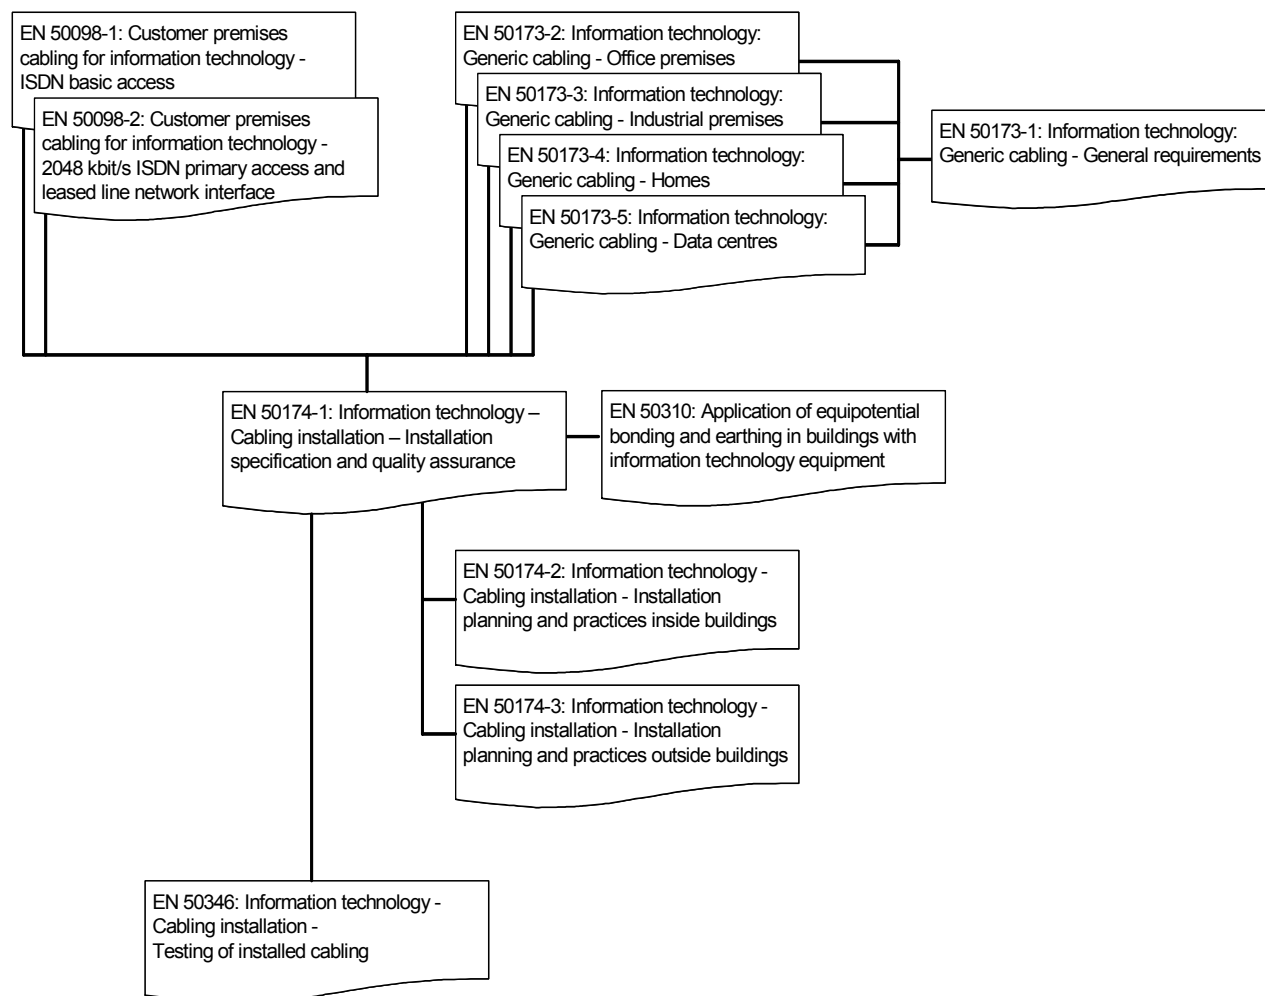 EN 50098-1: Customer premises
cabling for information technology -
ISDN basic access
EN 50098-2: Customer premises
cabling for information technology -
2048 kbit/s ISDN primary access and
leased line network interface
EN 50173-2: Information technology:
Generic cabling - Office premises
EN 50173-3: Information technology:
Generic cabling - Industrial premises
EN 50173-4: Information technology:
Generic cabling - Homes
EN 50173-5: Information technology:
Generic cabling - Data centres
EN 50173-1: Information technology:
Generic cabling - General requirements
EN 50174-1: Information technology –
Cabling installation – Installation
specification and quality assurance
EN 50310: Application of equipotential
bonding and earthing in buildings with
information technology equipment
EN 50174-2: Information technology -
Cabling installation - Installation
planning and practices inside buildings
EN 50174-3: Information technology -
Cabling installation - Installation
planning and practices outside buildings
EN 50346: Information technology -
Cabling installation -
Testing of installed cabling